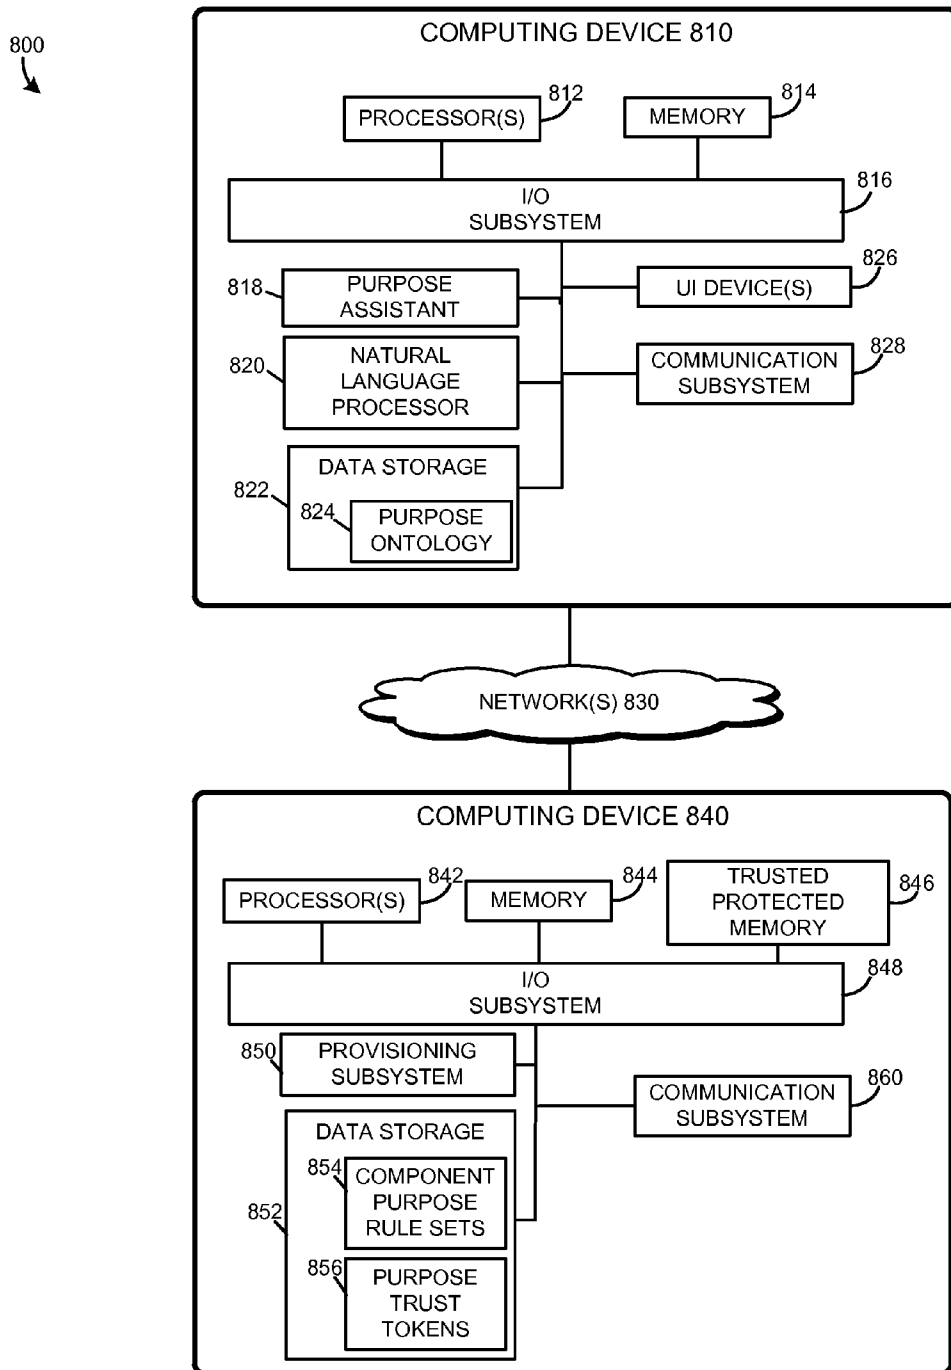 800
COMPUTING DEVICE 810
PROCESSOR(S)
812
MEMORY
814
I/O
SUBSYSTEM
816
818
PURPOSE
ASSISTANT
UI DEVICE(S)
826
820
NATURAL
LANGUAGE
PROCESSOR
COMMUNICATION
SUBSYSTEM
828
822
DATA STORAGE
824
PURPOSE
ONTOLOGY
NETWORK(S) 830
COMPUTING DEVICE 840
PROCESSOR(S)
842
MEMORY
844
TRUSTED
PROTECTED
MEMORY
846
I/O
SUBSYSTEM
848
850
PROVISIONING
SUBSYSTEM
COMMUNICATION
SUBSYSTEM
860
852
DATA STORAGE
854
COMPONENT
PURPOSE
RULE SETS
856
PURPOSE
TRUST
TOKENS